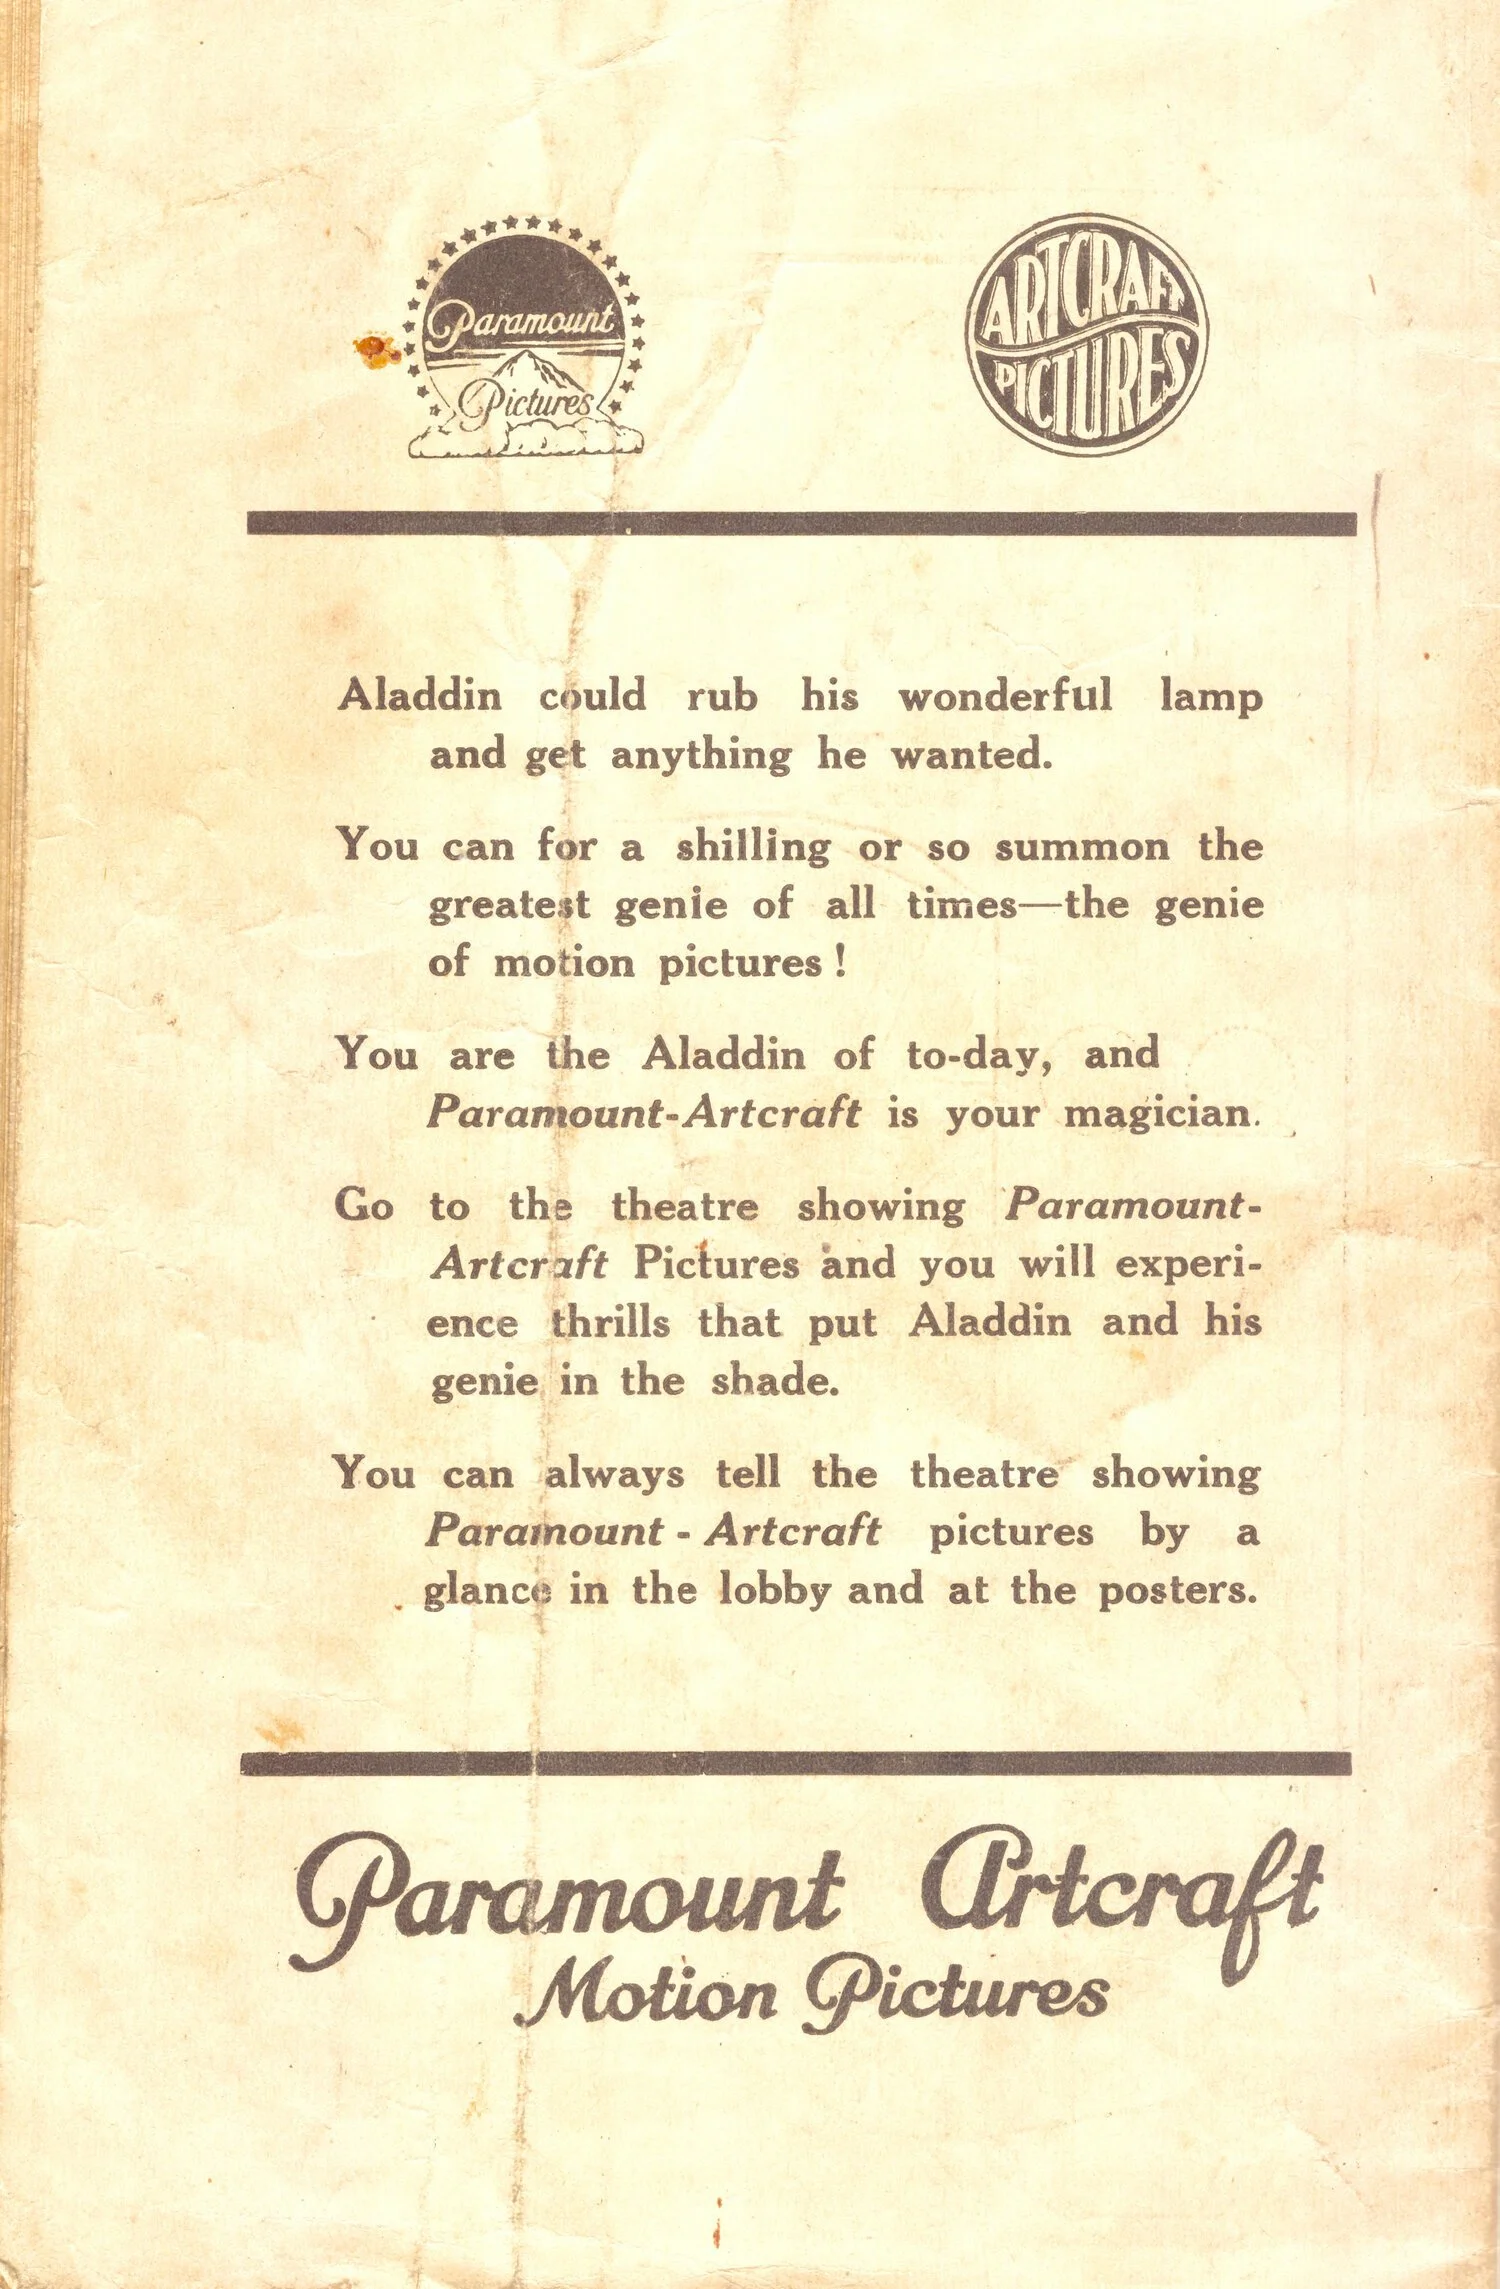 Paramount
Pictures
ARTCRAFT
PICTURES
Aladdin could rub his wonderful lamp
and get anything he wanted.
You can for a shilling or so summon the
greatest genie of all times—the genie
of motion pictures !
You are the Aladdin of to-day, and
Paramount-Artcraft is your magician.
Go to the theatre showing Paramount-
Artcraft Pictures and you will experi-
ence thrills that put Aladdin and his
genie in the shade.
You can always tell the theatre showing
Paramount - Artcraft pictures by a
glance in the lobby and at the posters.
Paramount Artcraft
Motion Pictures